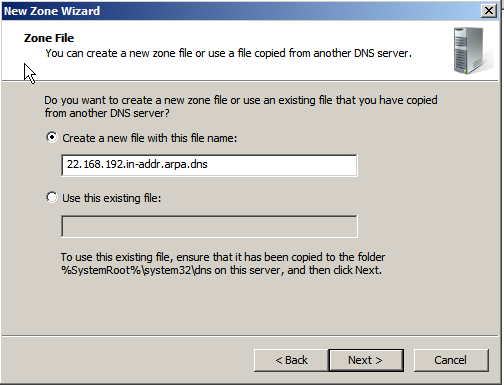 New Zone Wizard
Zone File
You can create a new zone file or use a file copied from another DNS server.
Do you want to create a new zone file or use an existing file that you have copied
from another DNS server?
Create a new file with this file name:
22.168.192.in-addr.arpa.dns
Use this existing file:
To use this existing file, ensure that it has been copied to the folder
%SystemRoot%\system32\dns on this server, and then click Next.
< Back
Next >
Cancel